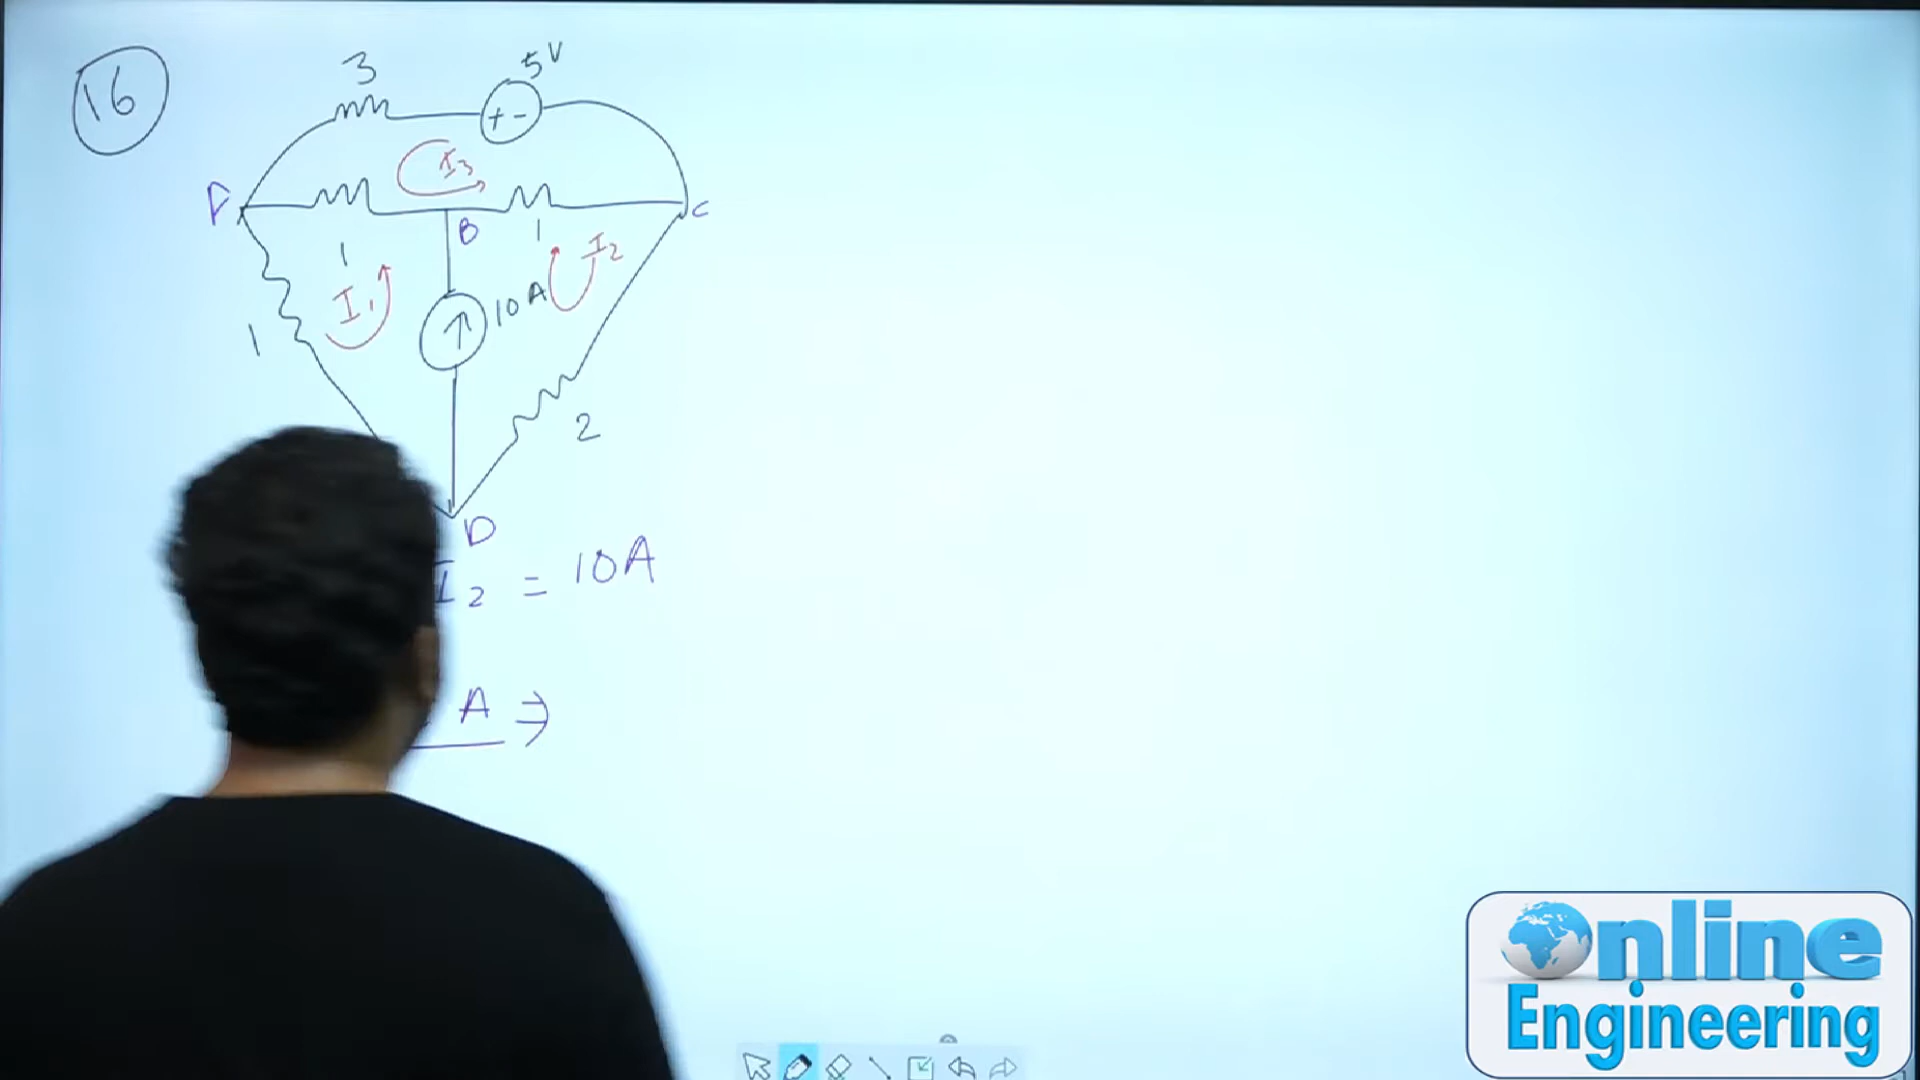 16
3
5V
+ -
I3
A
B
C
1
1
I1
I2
10A
1
2
D
I2 = 10A
A ⇒
Online
Engineering